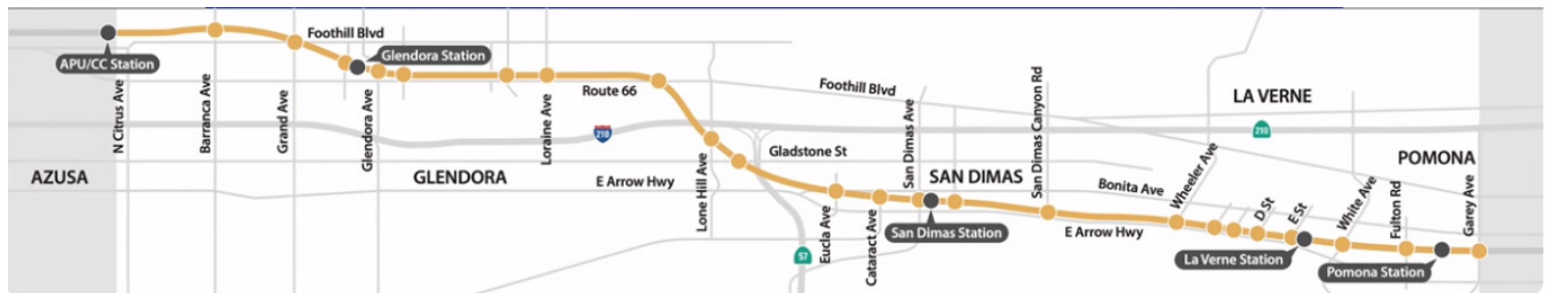 Foothill Blvd
APU/CC Station
Glendora Station
N Citrus Ave
Barranca Ave
Grand Ave
Glendora Ave
Loraine Ave
Route 66
210
Foothill Blvd
LA VERNE
210
AZUSA
GLENDORA
E Arrow Hwy
Lone Hill Ave
Gladstone St
San Dimas Ave
SAN DIMAS
San Dimas Canyon Rd
Bonita Ave
Wheeler Ave
POMONA
57
Eucla Ave
Cataract Ave
San Dimas Station
E Arrow Hwy
D St
E St
White Ave
Fulton Rd
Garey Ave
La Verne Station
Pomona Station